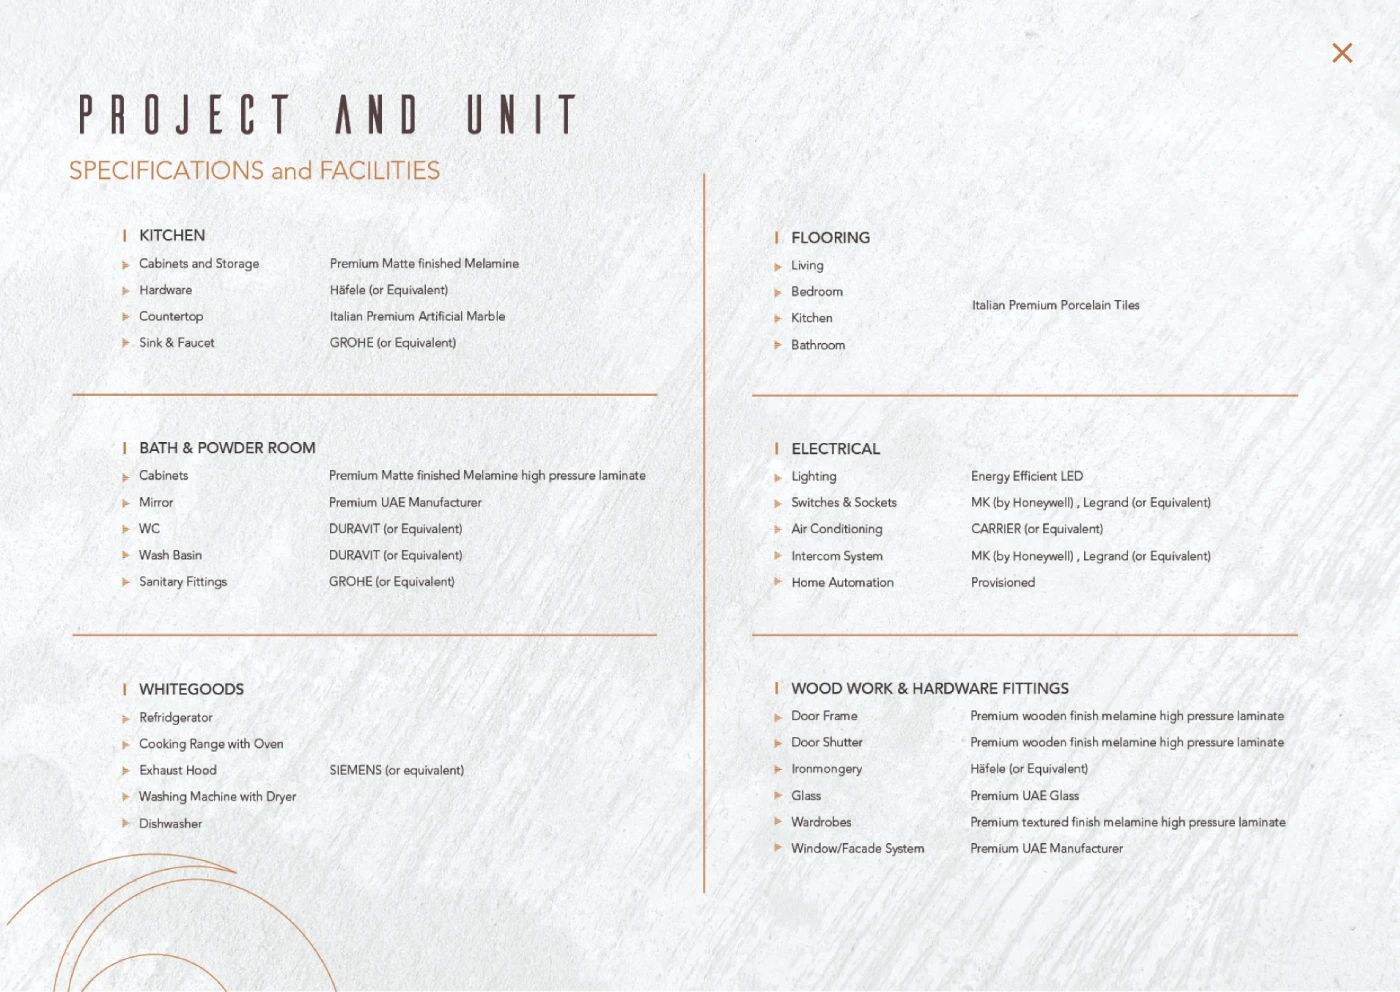 PROJECT AND UNIT
SPECIFICATIONS and FACILITIES
KITCHEN
Cabinets and Storage Premium Matte finished Melamine
Hardware Häfele (or Equivalent)
Countertop Italian Premium Artificial Marble
Sink & Faucet GROHE (or Equivalent)
BATH & POWDER ROOM
Cabinets Premium Matte finished Melamine high pressure laminate
Mirror Premium UAE Manufacturer
WC DURAVIT (or Equivalent)
Wash Basin DURAVIT (or Equivalent)
Sanitary Fittings GROHE (or Equivalent)
WHITEGOODS
Refridgerator
Cooking Range with Oven
Exhaust Hood SIEMENS (or equivalent)
Washing Machine with Dryer
Dishwasher
FLOORING
Living
Bedroom
Italian Premium Porcelain Tiles
Kitchen
Bathroom
ELECTRICAL
Lighting Energy Efficient LED
Switches & Sockets MK (by Honeywell) , Legrand (or Equivalent)
Air Conditioning CARRIER (or Equivalent)
Intercom System MK (by Honeywell) , Legrand (or Equivalent)
Home Automation Provisioned
WOOD WORK & HARDWARE FITTINGS
Door Frame Premium wooden finish melamine high pressure laminate
Door Shutter Premium wooden finish melamine high pressure laminate
Ironmongery Häfele (or Equivalent)
Glass Premium UAE Glass
Wardrobes Premium textured finish melamine high pressure laminate
Window/Facade System Premium UAE Manufacturer